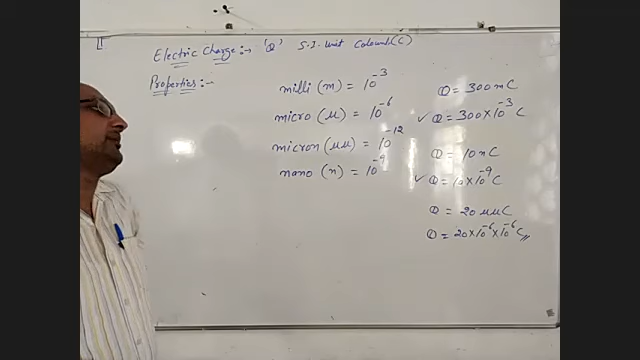 Electric Charge:- 'Q' S.I. Unit Coloumb (C)
Properties:-
milli (m) = 10^-3
micro (μ) = 10^-6
micron (μμ) = 10^-12
nano (n) = 10^-9
Q = 300 mC
✓ Q = 300×10^-3 C
Q = 10 nC
✓ Q = 10×10^-9 C
Q = 20 μμC
Q = 20×10^-6×10^-6 C//